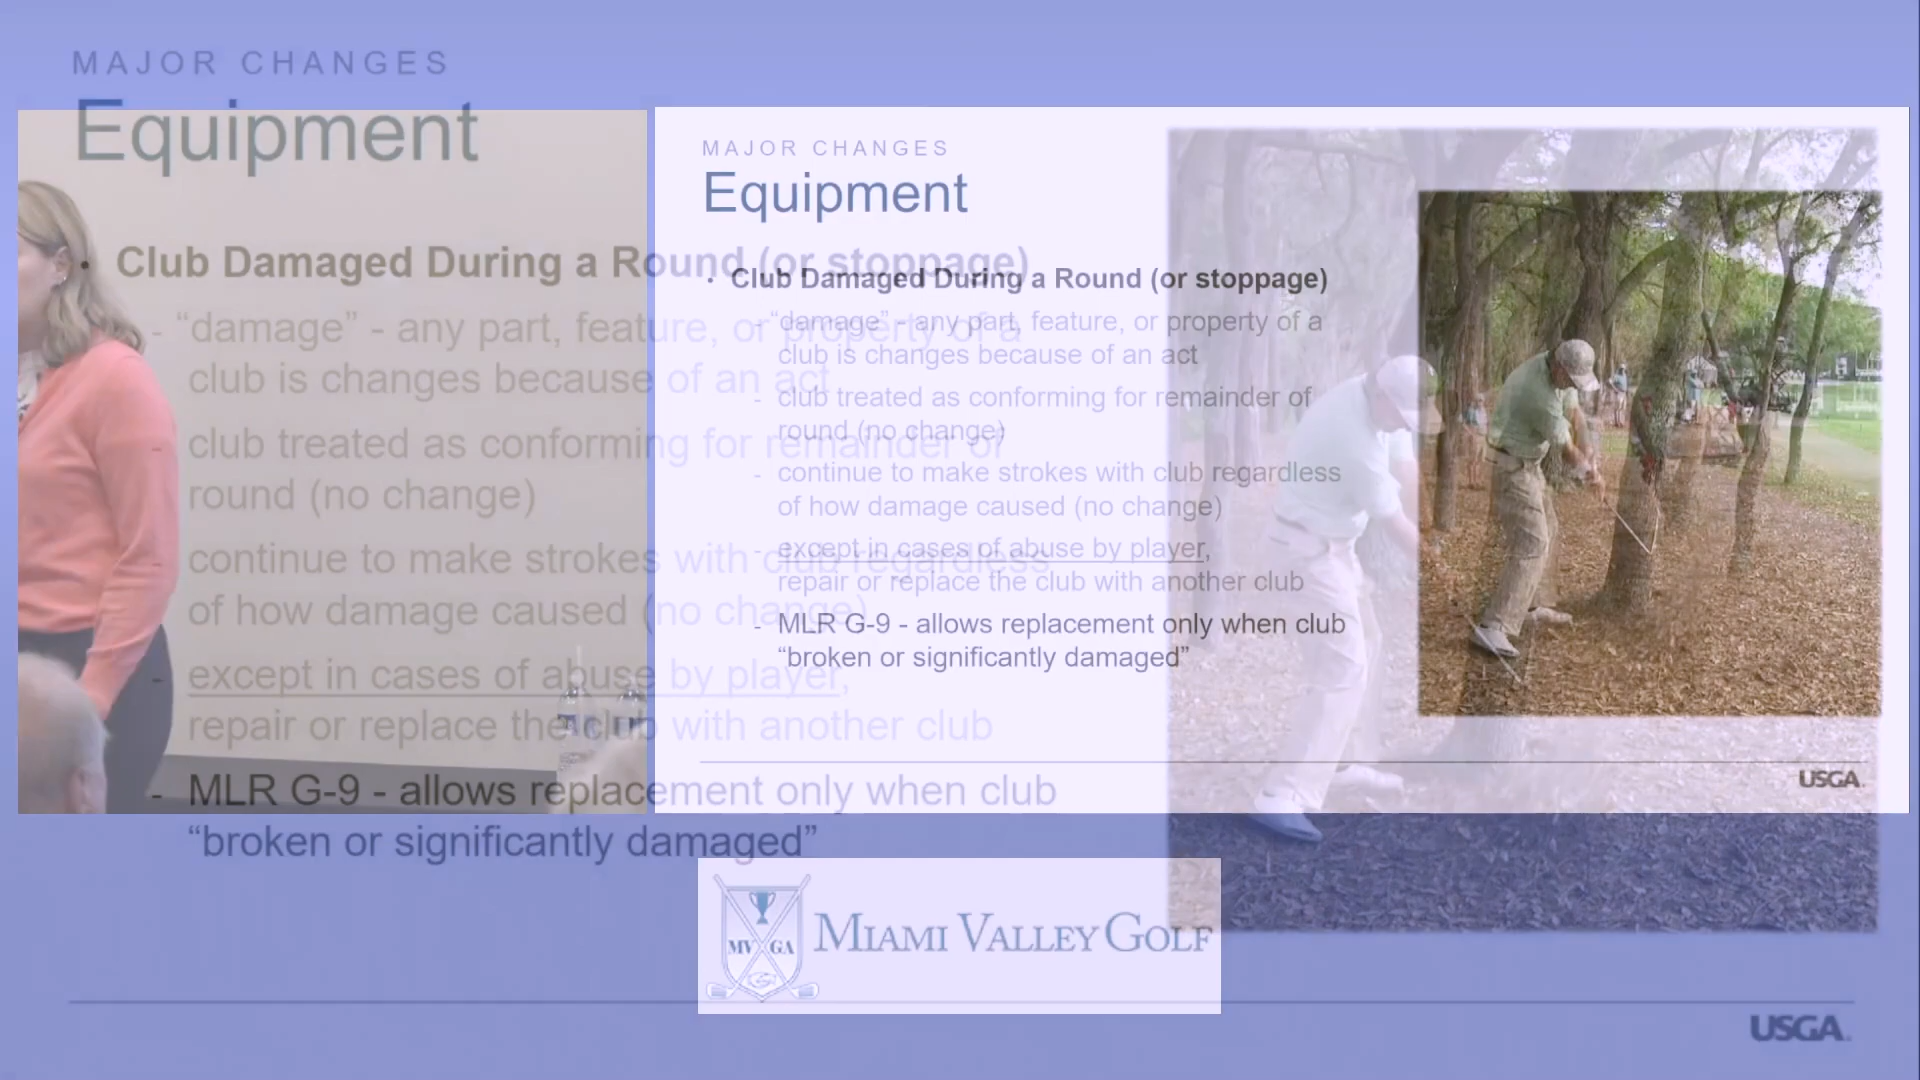 MAJOR CHANGES
Equipment
• Club Damaged During a Round (or stoppage)
- “damage” - any part, feature, or property of a
club is changes because of an act
- club treated as conforming for remainder of
round (no change)
- continue to make strokes with club regardless
of how damage caused (no change)
- except in cases of abuse by player,
repair or replace the club with another club
- MLR G-9 - allows replacement only when club
“broken or significantly damaged”
USGA.
MAJOR CHANGES
Equipment
• Club Damaged During a Round (or stoppage)
- “damage” - any part, feature, or property of a
club is changes because of an act
- club treated as conforming for remainder of
round (no change)
- continue to make strokes with club regardless
of how damage caused (no change)
- except in cases of abuse by player,
repair or replace the club with another club
- MLR G-9 - allows replacement only when club
“broken or significantly damaged”
USGA.
MV GA
MIAMI VALLEY GOLF